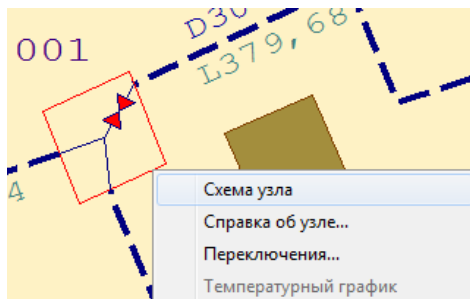 D30
001
L379,68
4
Схема узла
Справка об узле...
Переключения...
Температурный график